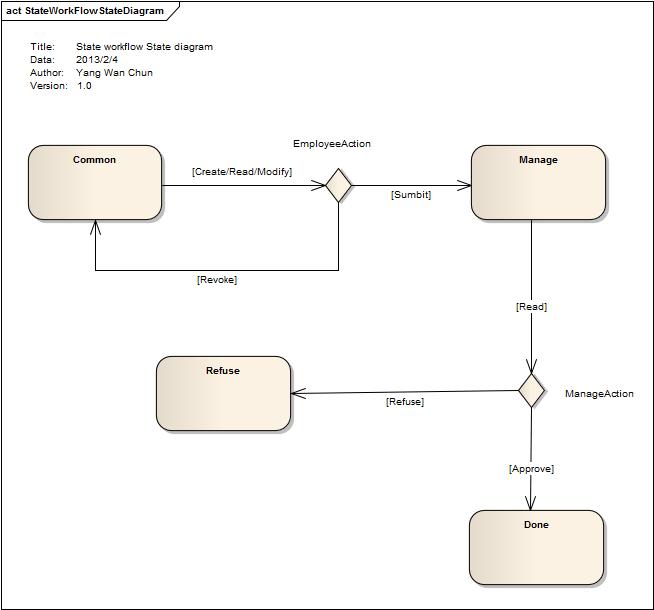 act StateWorkFlowStateDiagram
Title: State workflow State diagram
Data: 2013/2/4
Author: Yang Wan Chun
Version: 1.0
EmployeeAction
Common
Manage
[Create/Read/Modify]
[Sumbit]
[Revoke]
[Read]
Refuse
ManageAction
[Refuse]
[Approve]
Done